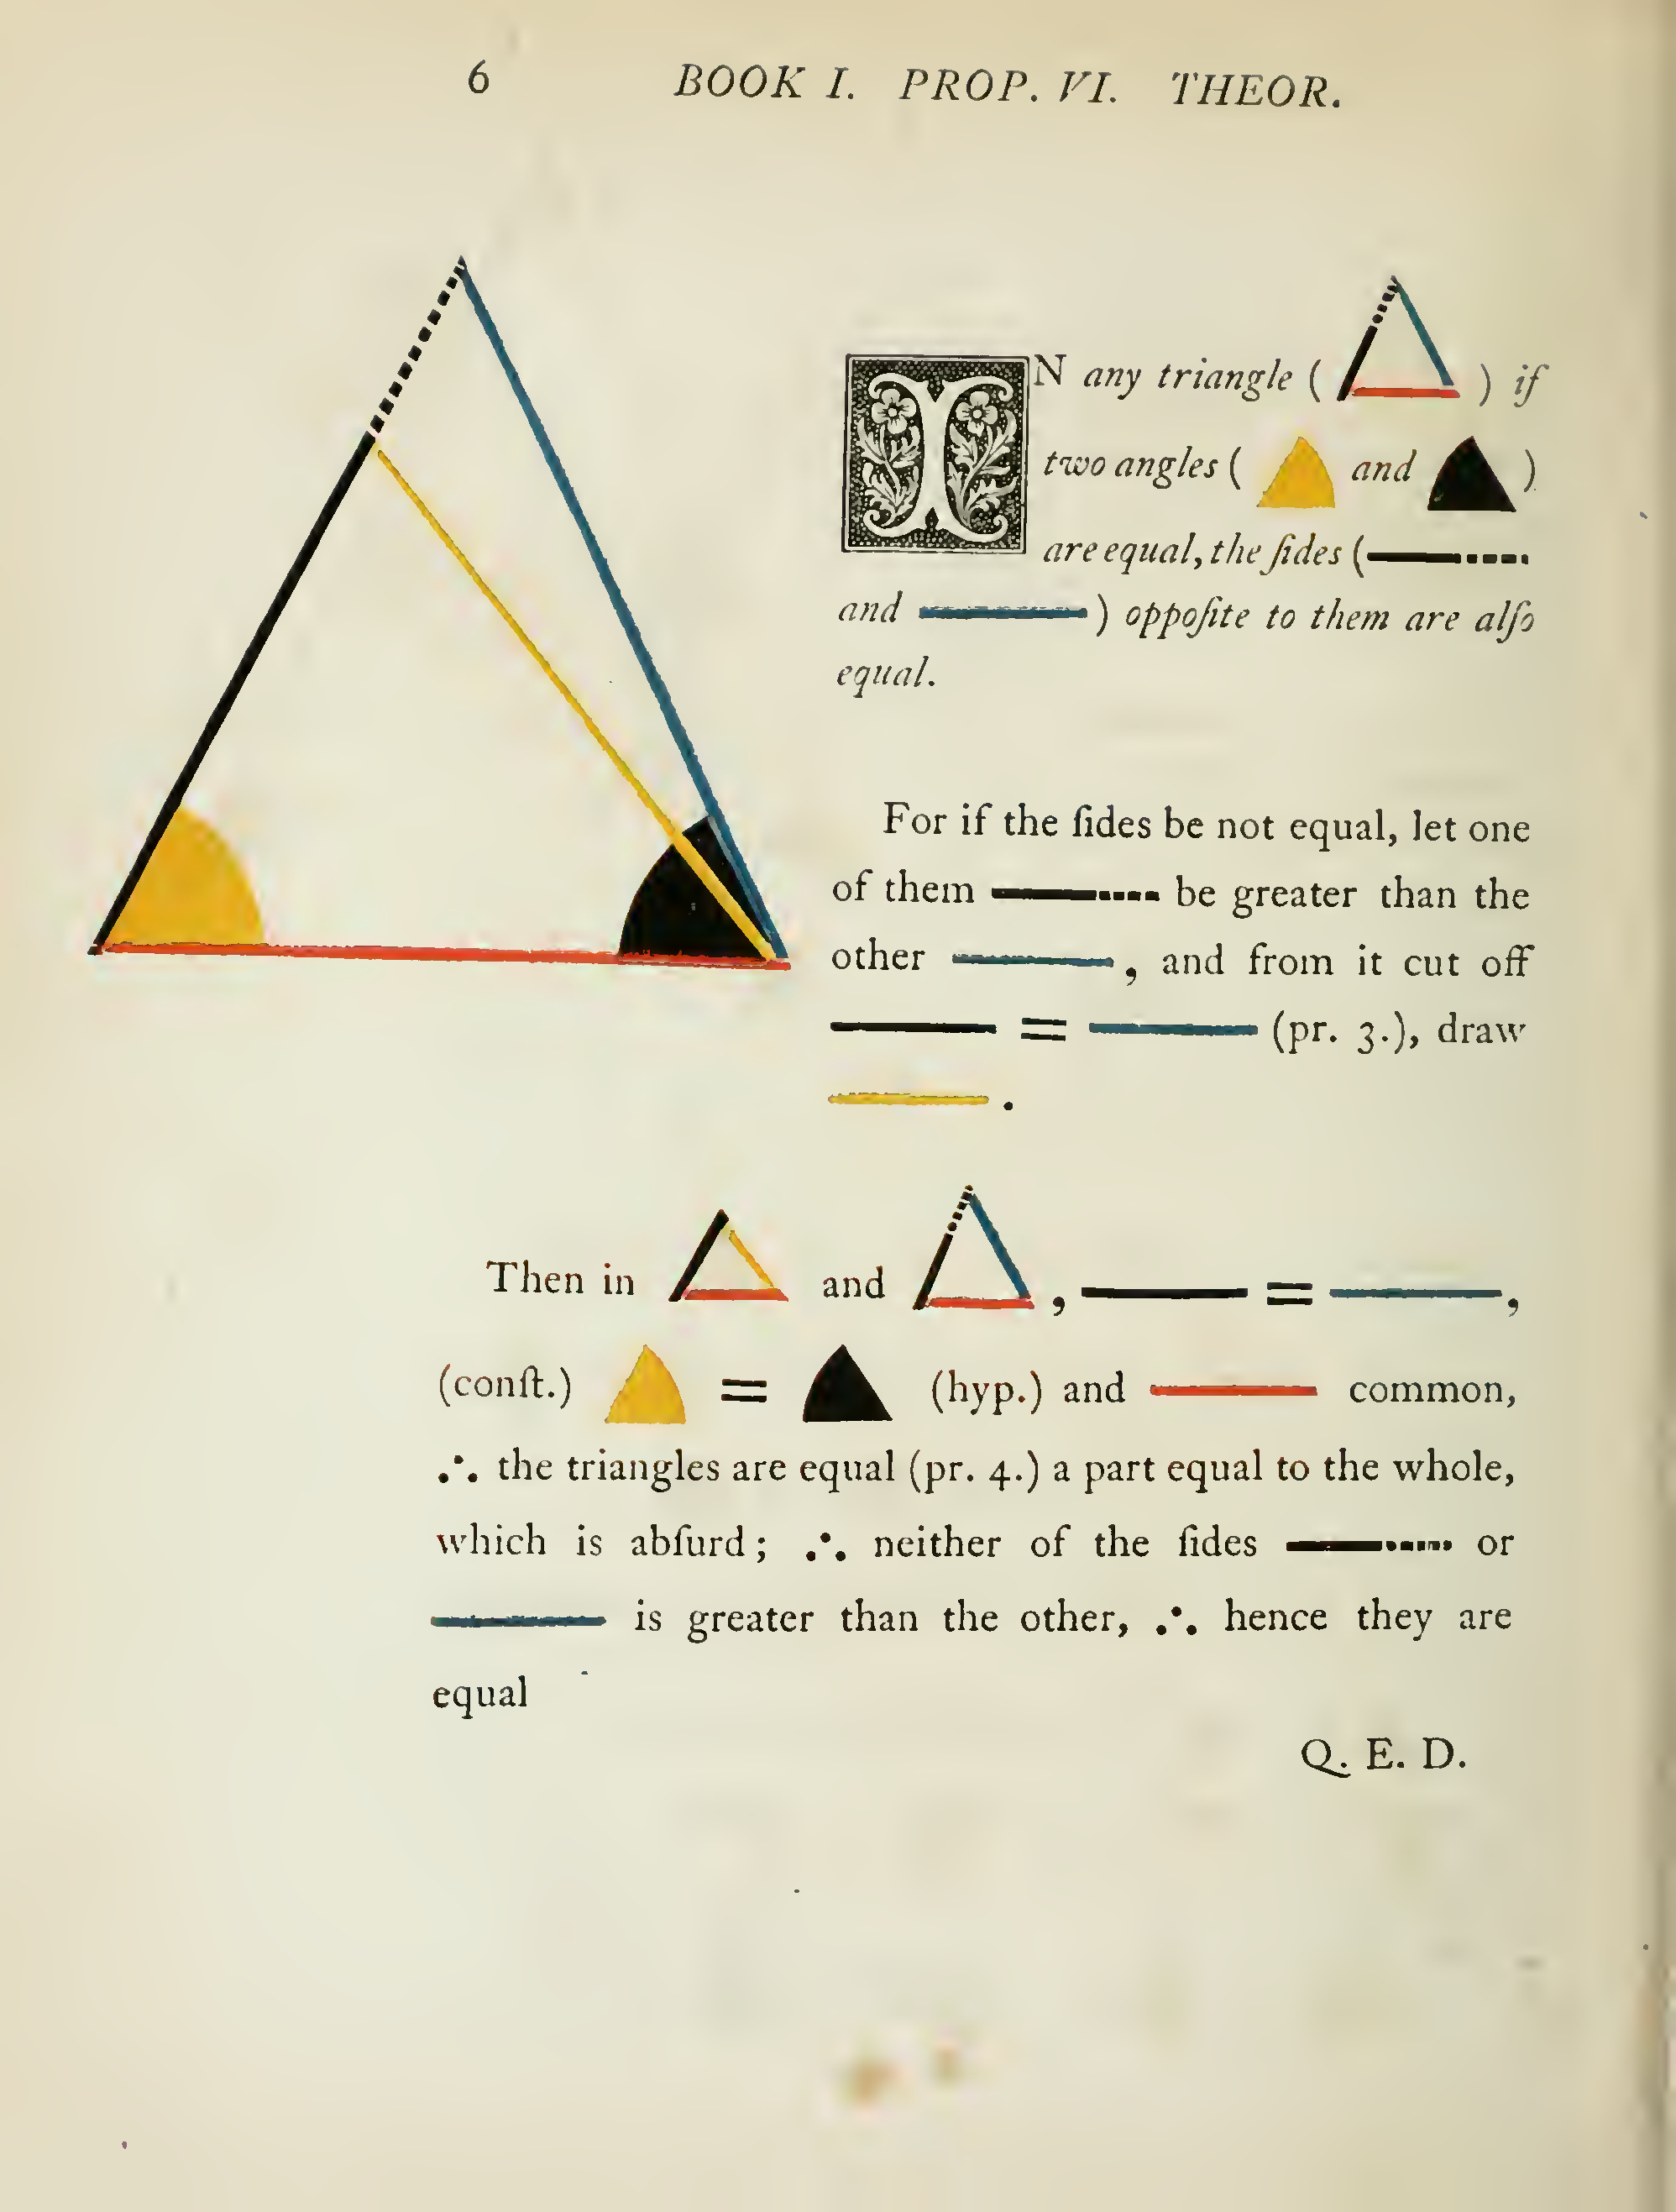 6 BOOK I. PROP. VI. THEOR.
IN any triangle ( ) if
two angles ( and )
are equal, the ſides (
and ) oppoſite to them are alſo
equal.
For if the ſides be not equal, let one
of them be greater than the
other , and from it cut off
= (pr. 3.), draw
.
Then in and , = ,
(conſt.) = (hyp.) and common,
∴ the triangles are equal (pr. 4.) a part equal to the whole,
which is abſurd; ∴ neither of the ſides or
is greater than the other, ∴ hence they are
equal
Q. E. D.